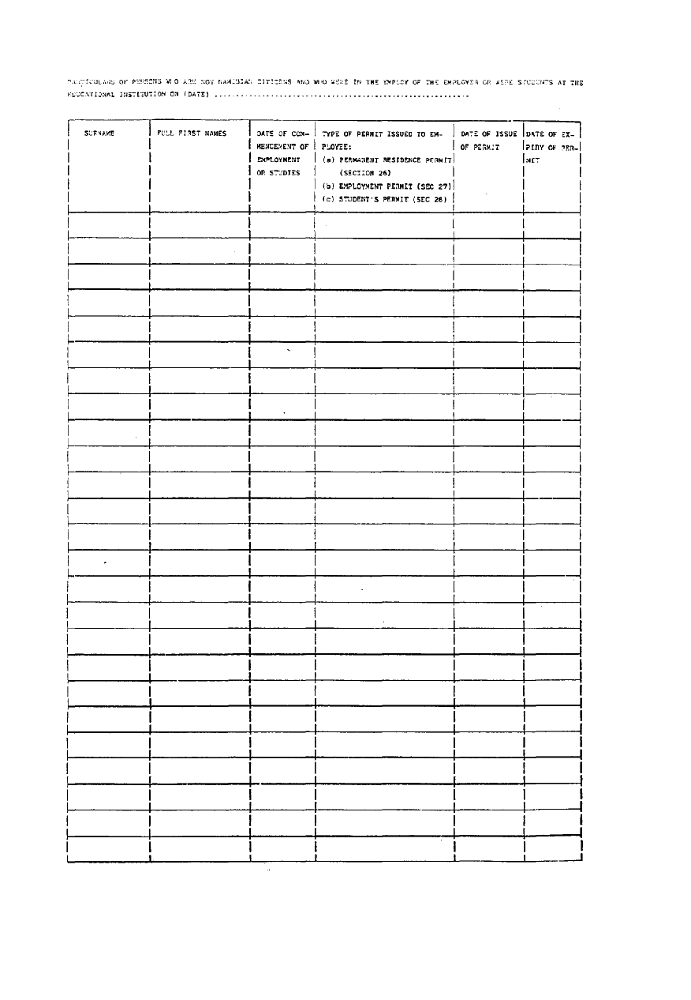 PARTICULARS OF PERSONS WHO ARE NOT NAMIBIAN CITIZENS AND WHO WERE IN THE EMPLOY OF THE EMPLOYER OR WERE STUDENTS AT THE
EDUCATIONAL INSTITUTION ON (DATE) ............................................................
SURNAME
FULL FIRST NAMES
DATE OF COM-
MENCEMENT OF
EMPLOYMENT
OR STUDIES
TYPE OF PERMIT ISSUED TO EM-
PLOYEE:
(a) PERMANENT RESIDENCE PERMIT
(SECTION 26)
(b) EMPLOYMENT PERMIT (SEC 27)
(c) STUDENT'S PERMIT (SEC 28)
DATE OF ISSUE
OF PERMIT
DATE OF EX-
PIRY OF PER-
MIT